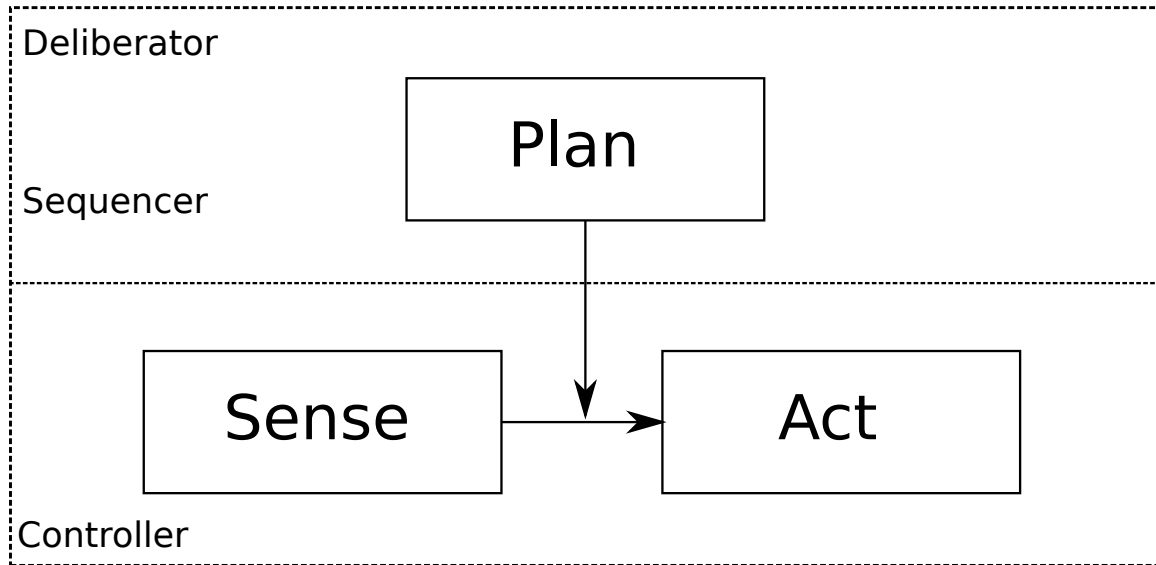 Deliberator
Plan
Sequencer
Sense
Act
Controller